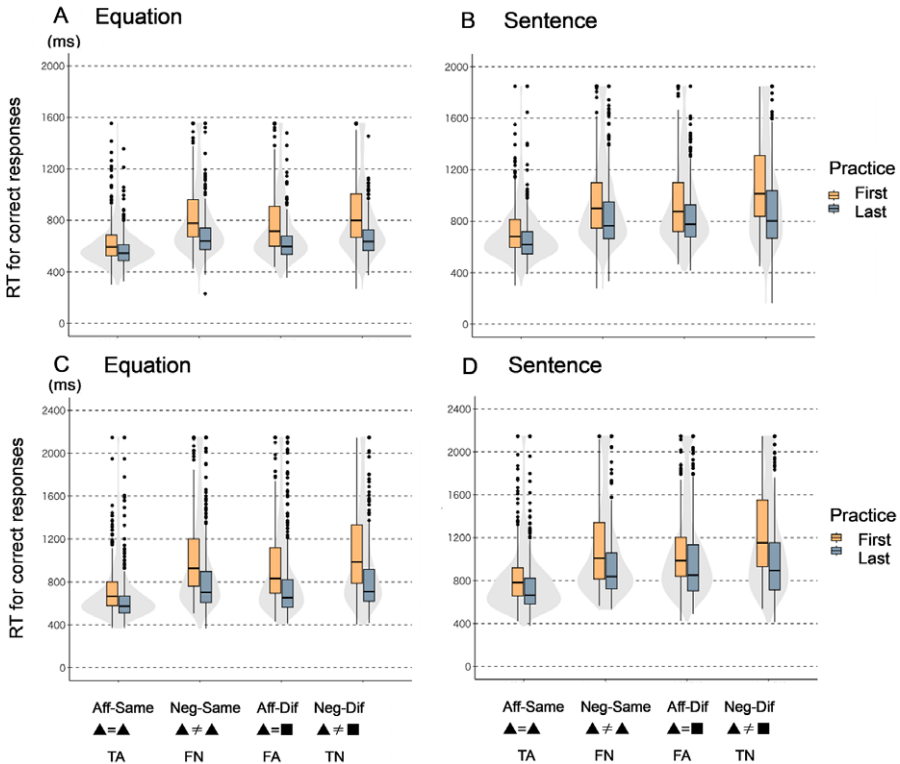 A Equation
(ms)
RT for correct responses
2000
1600
1200
800
400
0
B Sentence
2000
1600
1200
800
400
0
Practice
First
Last
C Equation
(ms)
RT for correct responses
2400
2000
1600
1200
800
400
0
D Sentence
2400
2000
1600
1200
800
400
0
Practice
First
Last
Aff-Same Neg-Same Aff-Dif Neg-Dif
▲=▲ ▲≠▲ ▲=■ ▲≠■
TA FN FA TN
Aff-Same Neg-Same Aff-Dif Neg-Dif
▲=▲ ▲≠▲ ▲=■ ▲≠■
TA FN FA TN